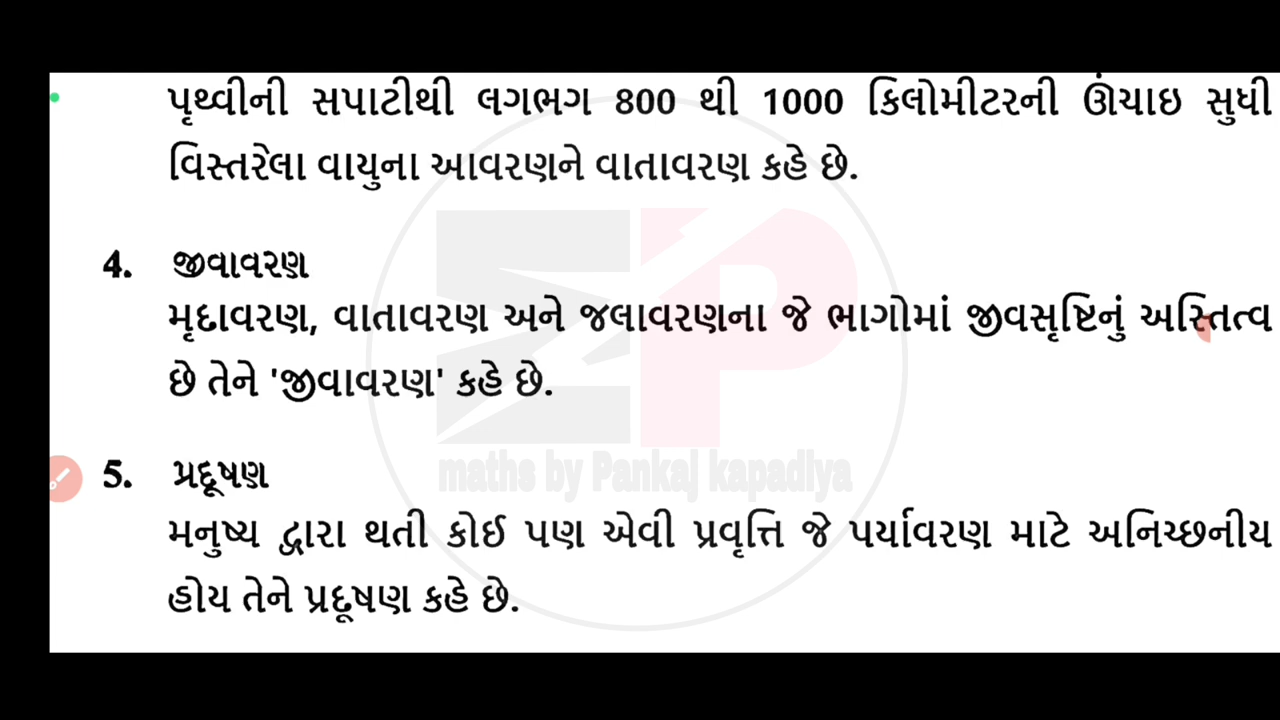 પૃથ્વીની સપાટીથી લગભગ 800 થી 1000 કિલોમીટરની ઊંચાઇ સુધી
વિસ્તરેલા વાયુના આવરણને વાતાવરણ કહે છે.
4. જીવાવરણ
મૃદાવરણ, વાતાવરણ અને જલાવરણના જે ભાગોમાં જીવસૃષ્ટિનું અસ્તિત્વ
છે તેને 'જીવાવરણ' કહે છે.
5. પ્રદૂષણ
maths by Pankaj kapadiya
મનુષ્ય દ્વારા થતી કોઈ પણ એવી પ્રવૃત્તિ જે પર્યાવરણ માટે અનિચ્છનીય
હોય તેને પ્રદૂષણ કહે છે.